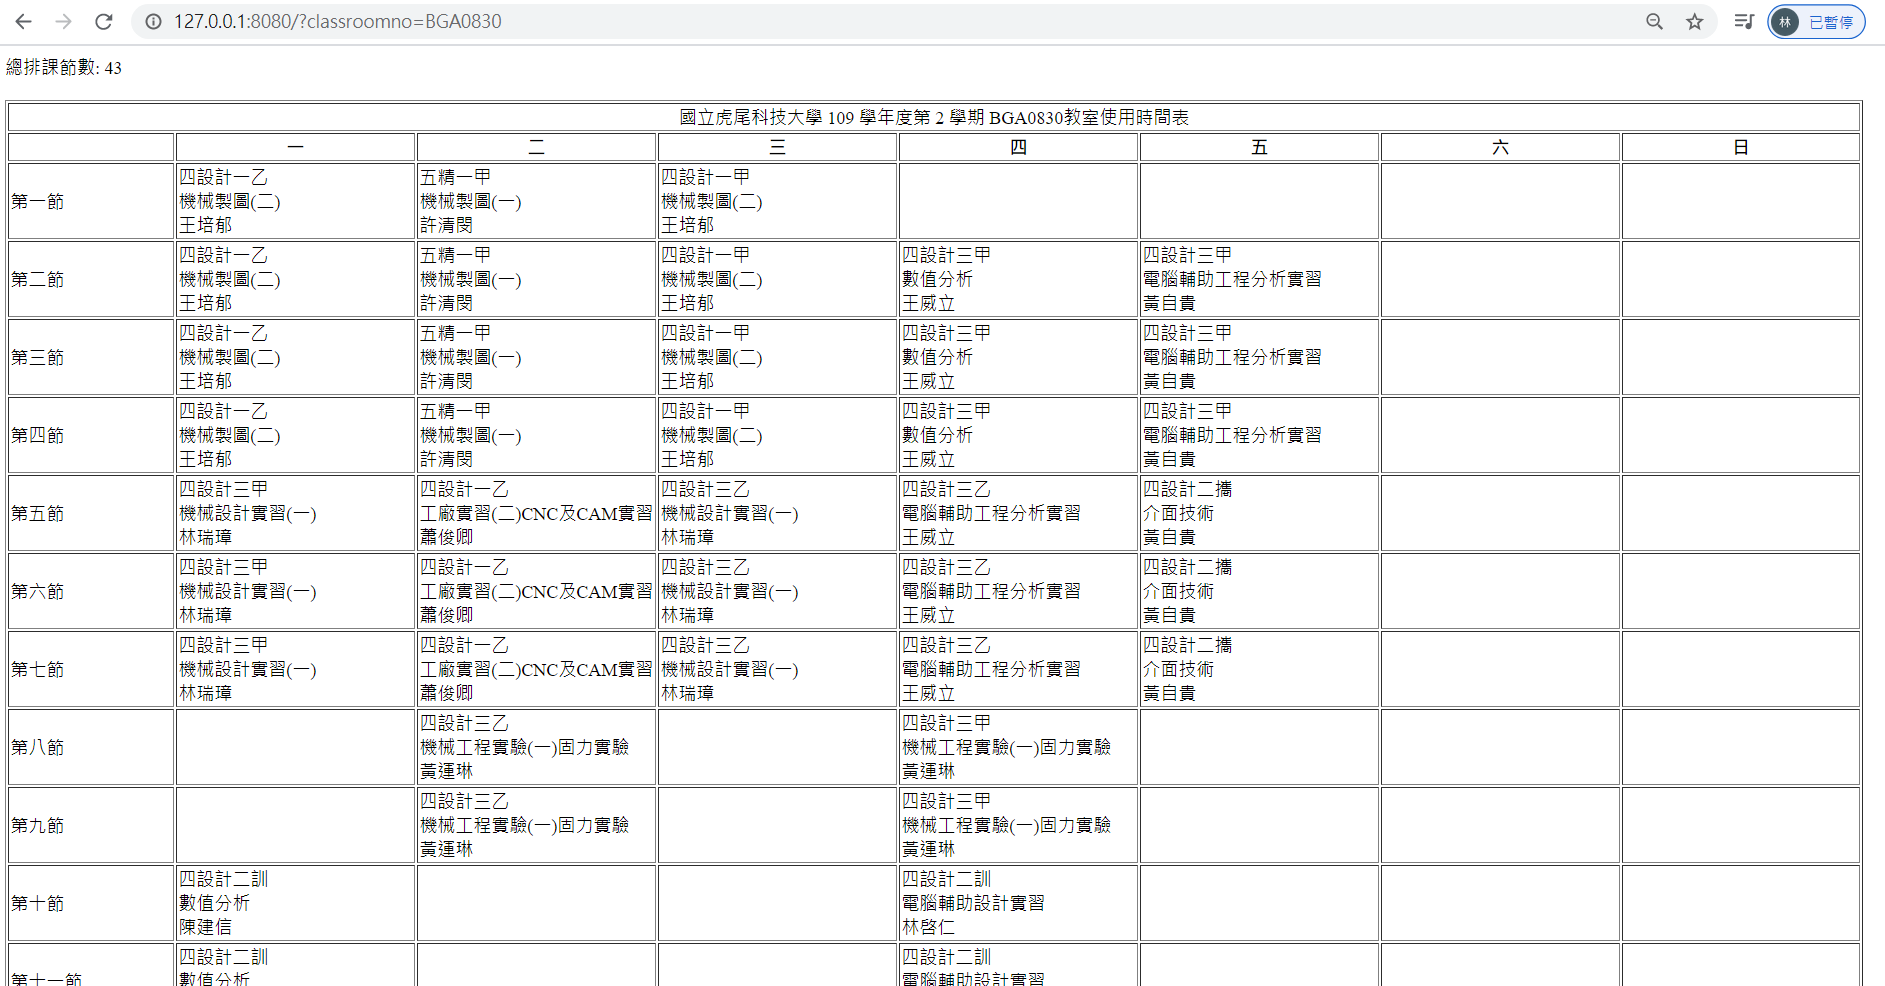 127.0.0.1:8080/?classroomno=BGA0830
林 已暫停
總排課節數: 43
國立虎尾科技大學 109 學年度第 2 學期 BGA0830教室使用時間表
一 二 三 四 五 六 日
第一節
四設計一乙
機械製圖(二)
王培郁
五精一甲
機械製圖(一)
許清閔
四設計一甲
機械製圖(二)
王培郁
第二節
四設計一乙
機械製圖(二)
王培郁
五精一甲
機械製圖(一)
許清閔
四設計一甲
機械製圖(二)
王培郁
四設計三甲
數值分析
王威立
四設計三甲
電腦輔助工程分析實習
黃自貴
第三節
四設計一乙
機械製圖(二)
王培郁
五精一甲
機械製圖(一)
許清閔
四設計一甲
機械製圖(二)
王培郁
四設計三甲
數值分析
王威立
四設計三甲
電腦輔助工程分析實習
黃自貴
第四節
四設計一乙
機械製圖(二)
王培郁
五精一甲
機械製圖(一)
許清閔
四設計一甲
機械製圖(二)
王培郁
四設計三甲
數值分析
王威立
四設計三甲
電腦輔助工程分析實習
黃自貴
第五節
四設計三甲
機械設計實習(一)
林瑞璋
四設計一乙
工廠實習(二)CNC及CAM實習
蕭俊卿
四設計三乙
機械設計實習(一)
林瑞璋
四設計三乙
電腦輔助工程分析實習
王威立
四設計二攜
介面技術
黃自貴
第六節
四設計三甲
機械設計實習(一)
林瑞璋
四設計一乙
工廠實習(二)CNC及CAM實習
蕭俊卿
四設計三乙
機械設計實習(一)
林瑞璋
四設計三乙
電腦輔助工程分析實習
王威立
四設計二攜
介面技術
黃自貴
第七節
四設計三甲
機械設計實習(一)
林瑞璋
四設計一乙
工廠實習(二)CNC及CAM實習
蕭俊卿
四設計三乙
機械設計實習(一)
林瑞璋
四設計三乙
電腦輔助工程分析實習
王威立
四設計二攜
介面技術
黃自貴
第八節
四設計三乙
機械工程實驗(一)固力實驗
黃運琳
四設計三甲
機械工程實驗(一)固力實驗
黃運琳
第九節
四設計三乙
機械工程實驗(一)固力實驗
黃運琳
四設計三甲
機械工程實驗(一)固力實驗
黃運琳
第十節
四設計二訓
數值分析
陳建信
四設計二訓
電腦輔助設計實習
林啓仁
第十一節
四設計二訓
數值分析
四設計二訓
電腦輔助設計實習